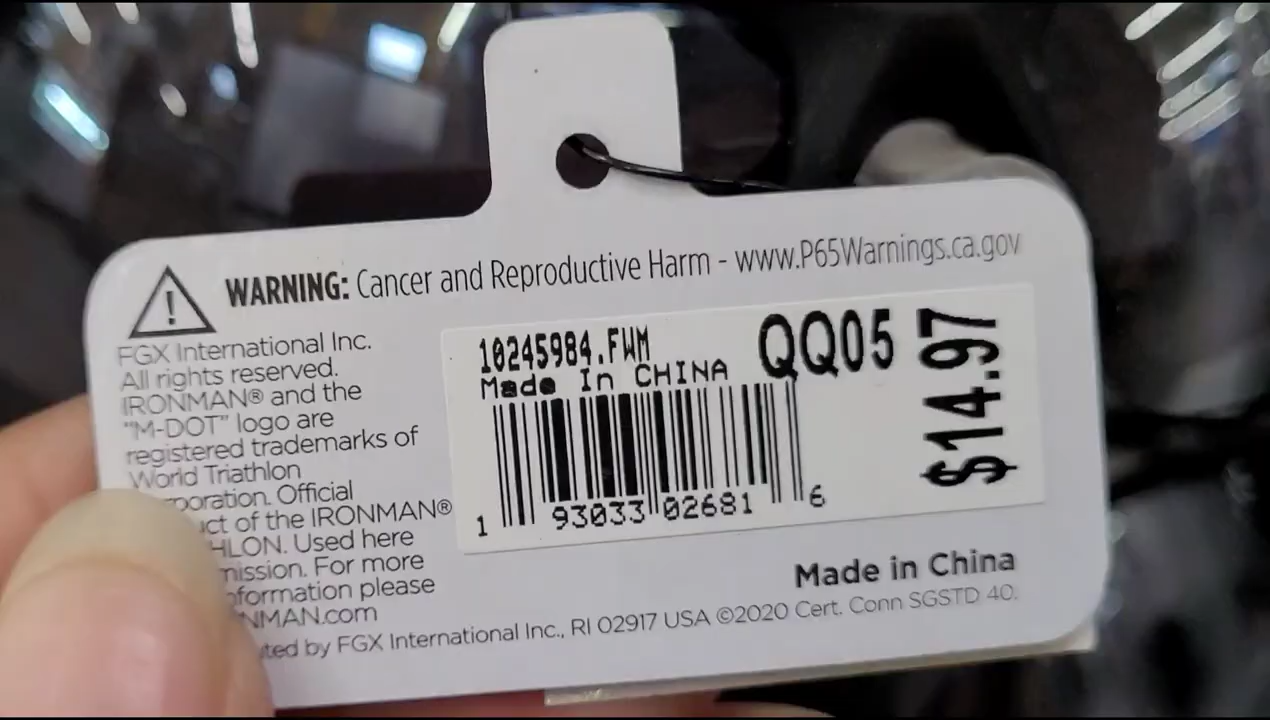 WARNING: Cancer and Reproductive Harm - www.P65Warnings.ca.gov
FGX International Inc.
All rights reserved.
IRONMAN® and the
"M-DOT" logo are
registered trademarks of
World Triathlon
Official
of the IRONMAN®
Used here
For more
please
10245984.FWM
Made In CHINA
QQ05
$14.97
1 93033 02681 6
Made in China
by FGX International Inc., RI 02917 USA ©2020 Cert. Conn SGSTD 40.